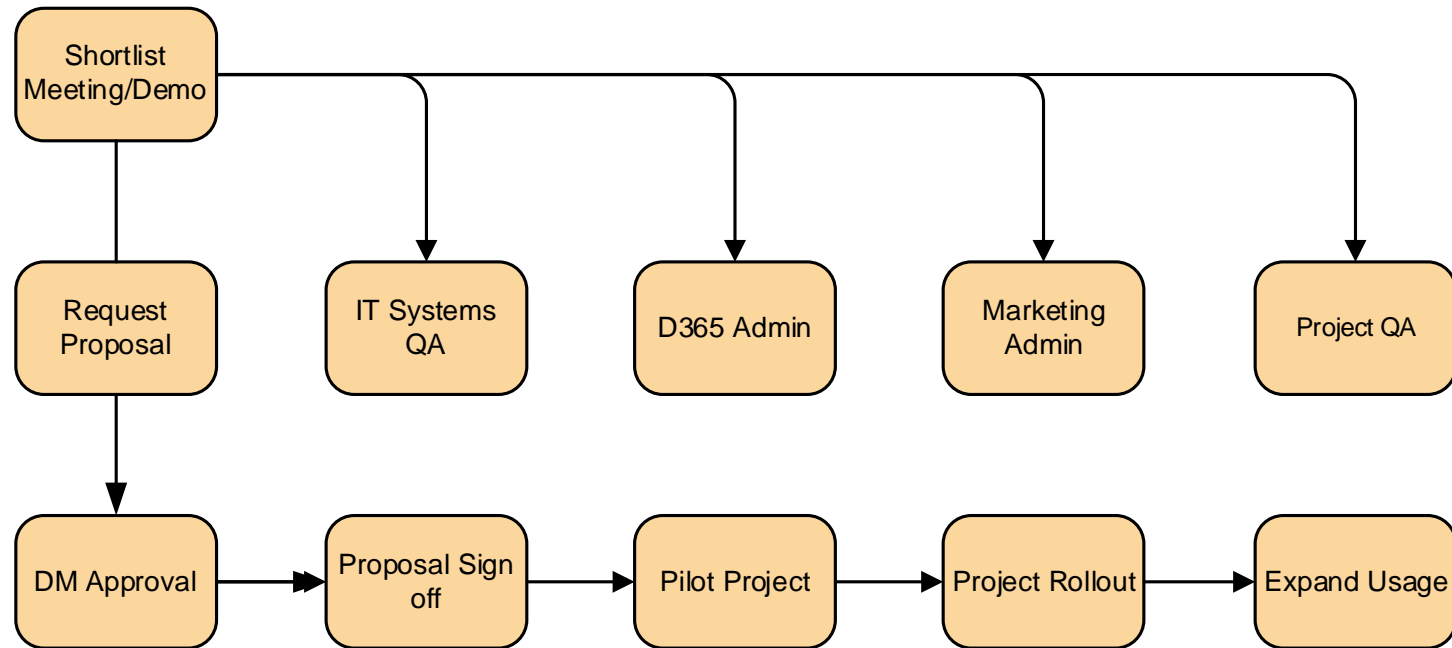 Shortlist
Meeting/Demo
Request
Proposal
IT Systems
QA
D365 Admin
Marketing
Admin
Project QA
DM Approval
Proposal Sign
off
Pilot Project
Project Rollout
Expand Usage